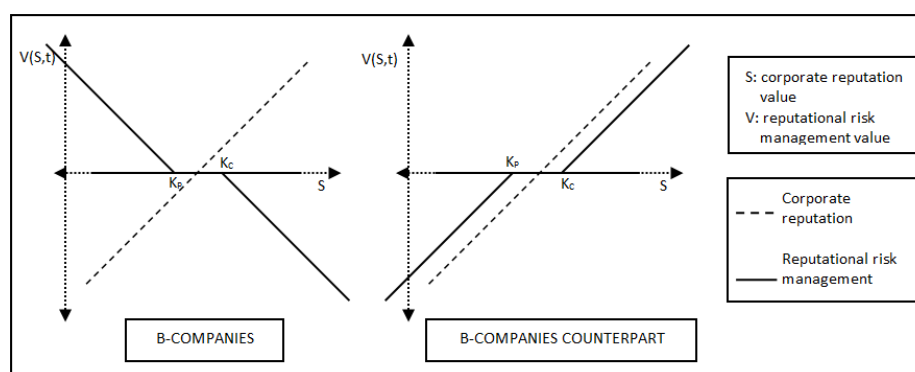 V(S,t)
K_P
K_C
S
B-COMPANIES
V(S,t)
K_P
K_C
S
B-COMPANIES COUNTERPART
S: corporate reputation
value
V: reputational risk
management value
Corporate
reputation
Reputational risk
management